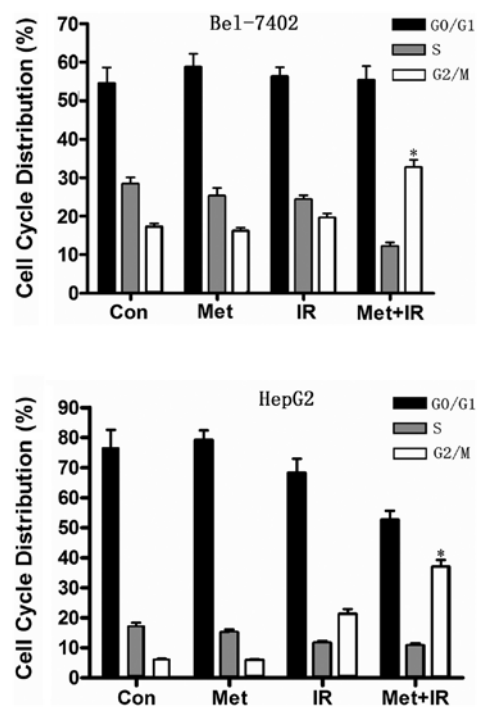 Bel-7402
Cell Cycle Distribution (%)
70
60
50
40
30
20
10
0
G0/G1
S
G2/M
*
Con Met IR Met+IR
HepG2
Cell Cycle Distribution (%)
90
80
70
60
50
40
30
20
10
0
G0/G1
S
G2/M
*
Con Met IR Met+IR